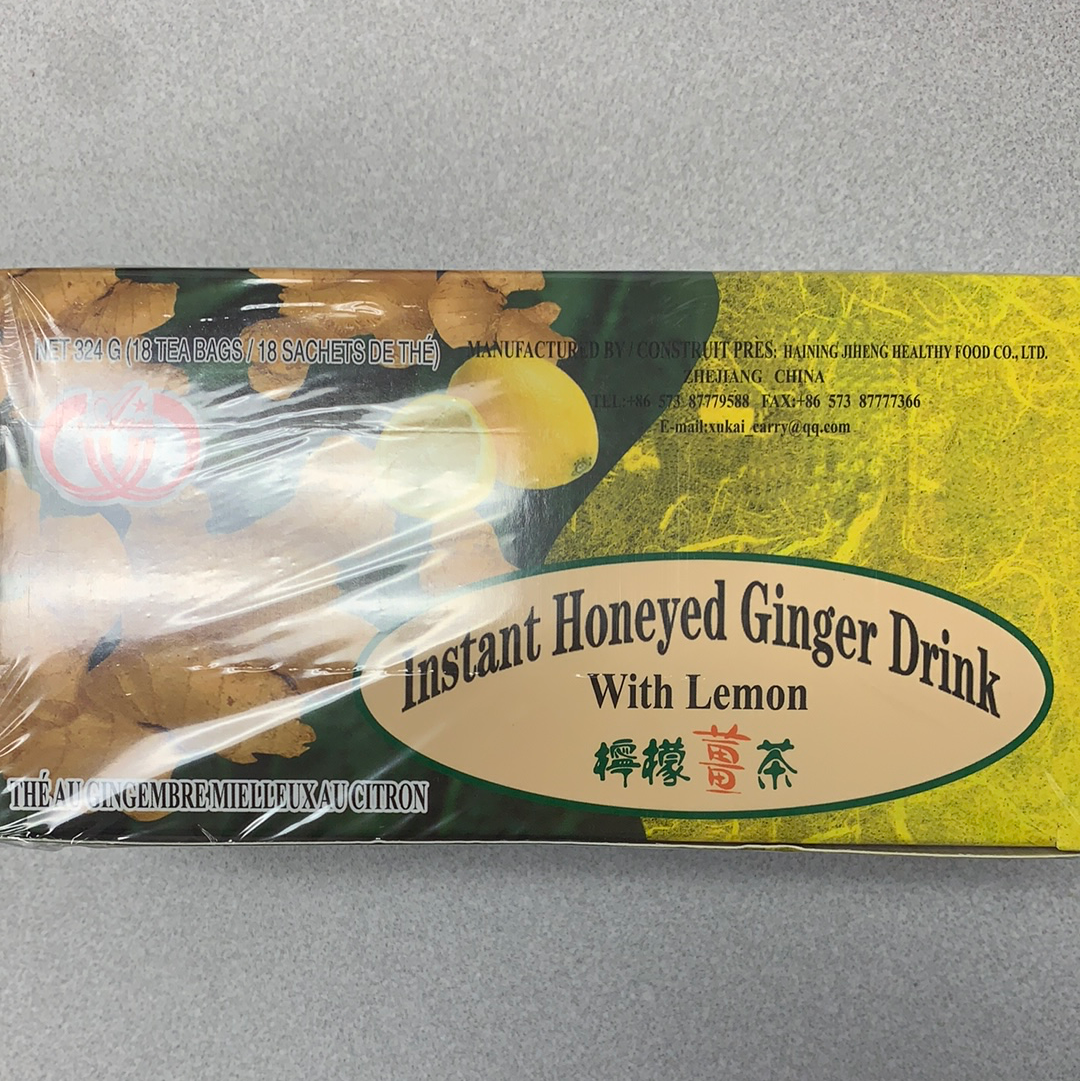 NET 324 G (18 TEA BAGS / 18 SACHETS DE THÉ)
MANUFACTURED BY / CONSTRUIT PRES: HAINING JIHENG HEALTHY FOOD CO., LTD.
ZHEJIANG CHINA
TEL:+86 573 87779588 FAX:+86 573 87777366
E-mail:xukai_carry@qq.com
Instant Honeyed Ginger Drink
With Lemon
檸檬薑茶
THÉ AU GINGEMBRE MIELLEUX AU CITRON